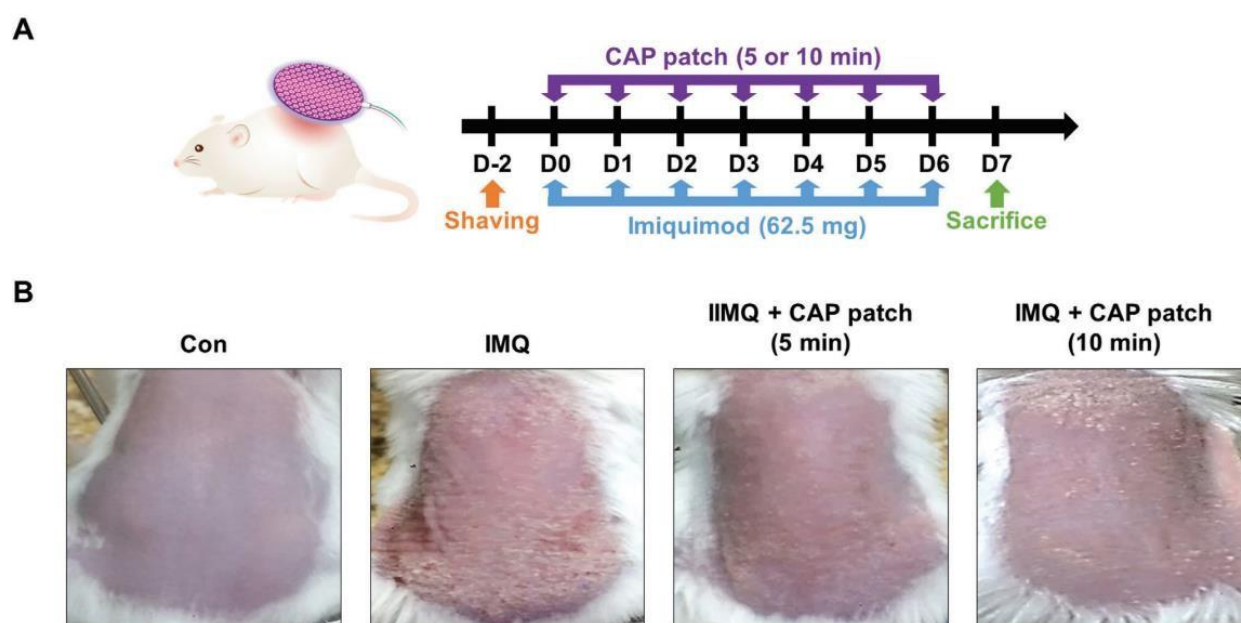 A
CAP patch (5 or 10 min)
D-2 D0 D1 D2 D3 D4 D5 D6 D7
Shaving Imiquimod (62.5 mg) Sacrifice
B
Con
IMQ
IIMQ + CAP patch
(5 min)
IMQ + CAP patch
(10 min)